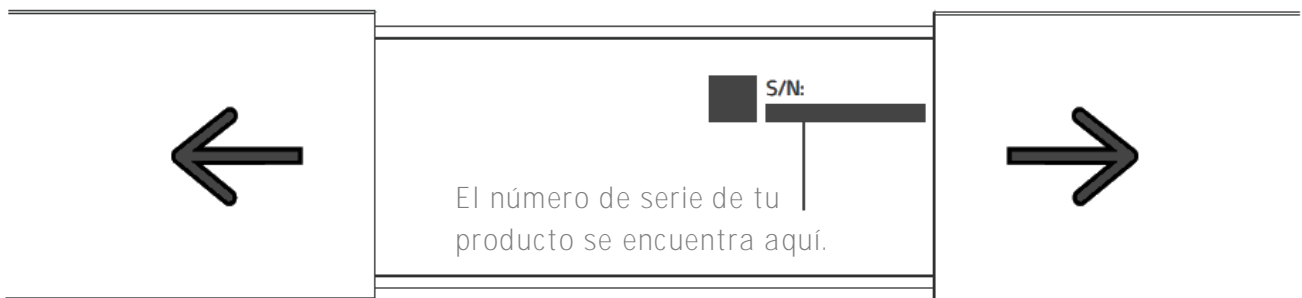 S/N:
El número de serie de tu
producto se encuentra aquí.